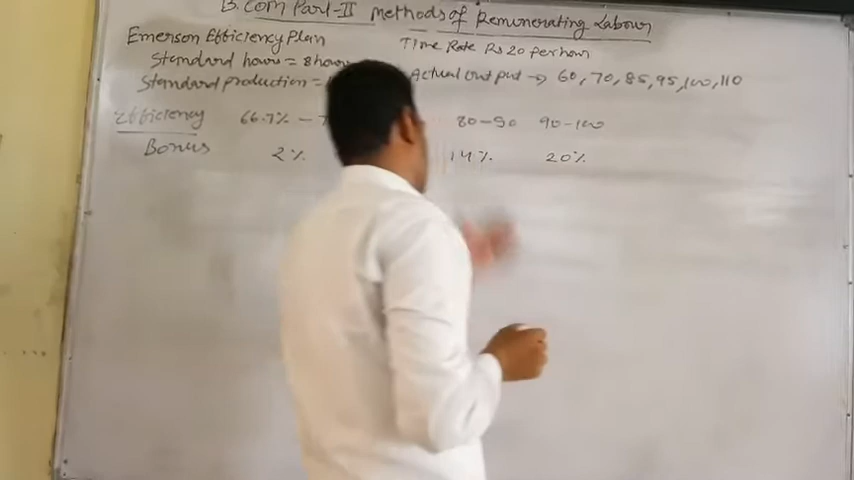 B.Com Part-II Methods of Remunerating Labour
Emerson Efficiency Plan Time Rate Rs 20 per hour
Standard hours = 8 hours
Standard production = Actual output → 60, 70, 85, 95, 100, 110
Efficiency 66.7% - 80-90 90-100
Bonus 2% 14% 20%